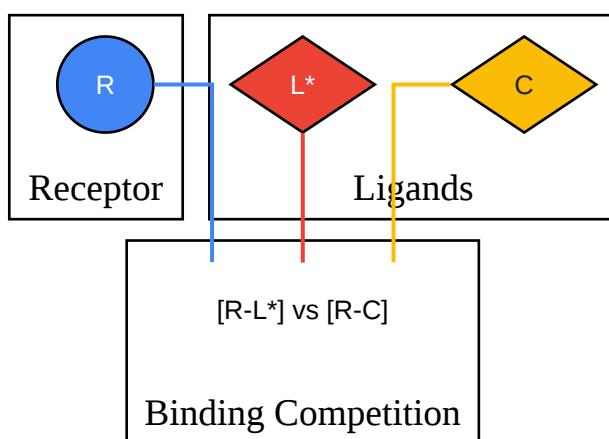 R
L*
C
Receptor
Ligands
[R-L*] vs [R-C]
Binding Competition